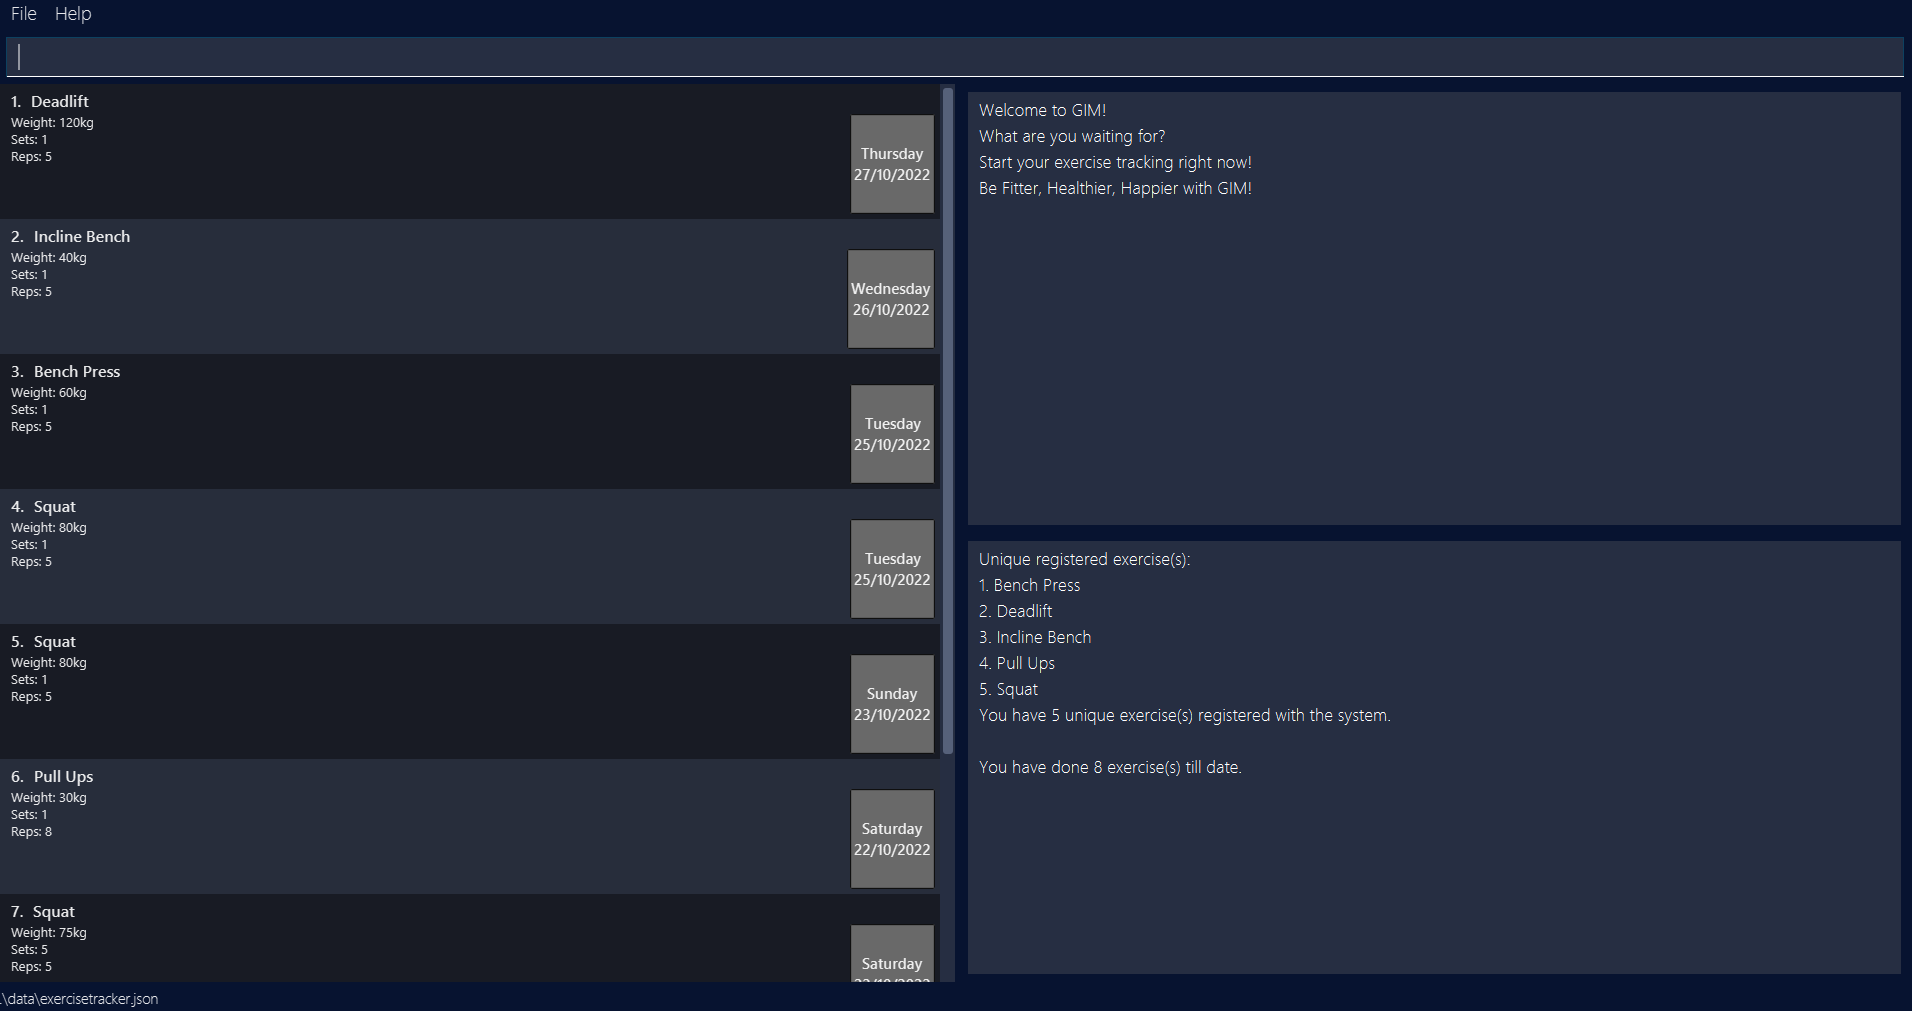 File Help
1. Deadlift
Weight: 120kg
Sets: 1
Reps: 5
Thursday
27/10/2022
2. Incline Bench
Weight: 40kg
Sets: 1
Reps: 5
Wednesday
26/10/2022
3. Bench Press
Weight: 60kg
Sets: 1
Reps: 5
Tuesday
25/10/2022
4. Squat
Weight: 80kg
Sets: 1
Reps: 5
Tuesday
25/10/2022
5. Squat
Weight: 80kg
Sets: 1
Reps: 5
Sunday
23/10/2022
6. Pull Ups
Weight: 30kg
Sets: 1
Reps: 8
Saturday
22/10/2022
7. Squat
Weight: 75kg
Sets: 5
Reps: 5
Saturday
Welcome to GIM!
What are you waiting for?
Start your exercise tracking right now!
Be Fitter, Healthier, Happier with GIM!
Unique registered exercise(s):
1. Bench Press
2. Deadlift
3. Incline Bench
4. Pull Ups
5. Squat
You have 5 unique exercise(s) registered with the system.
You have done 8 exercise(s) till date.
.\data\exercisetracker.json